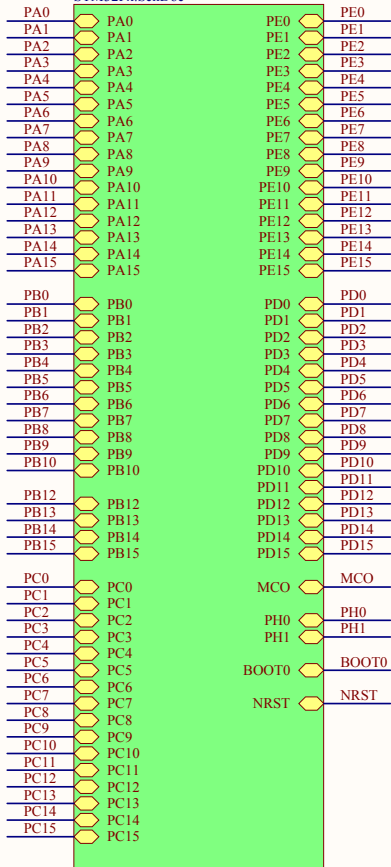 PA0 PA0 PE0 PE0
PA1 PA1 PE1 PE1
PA2 PA2 PE2 PE2
PA3 PA3 PE3 PE3
PA4 PA4 PE4 PE4
PA5 PA5 PE5 PE5
PA6 PA6 PE6 PE6
PA7 PA7 PE7 PE7
PA8 PA8 PE8 PE8
PA9 PA9 PE9 PE9
PA10 PA10 PE10 PE10
PA11 PA11 PE11 PE11
PA12 PA12 PE12 PE12
PA13 PA13 PE13 PE13
PA14 PA14 PE14 PE14
PA15 PA15 PE15 PE15
PB0 PB0 PD0 PD0
PB1 PB1 PD1 PD1
PB2 PB2 PD2 PD2
PB3 PB3 PD3 PD3
PB4 PB4 PD4 PD4
PB5 PB5 PD5 PD5
PB6 PB6 PD6 PD6
PB7 PB7 PD7 PD7
PB8 PB8 PD8 PD8
PB9 PB9 PD9 PD9
PB10 PB10 PD10 PD10
PD11 PD11
PB12 PB12 PD12 PD12
PB13 PB13 PD13 PD13
PB14 PB14 PD14 PD14
PB15 PB15 PD15 PD15
PC0 PC0 MCO MCO
PC1 PC1
PC2 PC2 PH0 PH0
PC3 PC3 PH1 PH1
PC4 PC4
PC5 PC5 BOOT0 BOOT0
PC6 PC6
PC7 PC7 NRST NRST
PC8 PC8
PC9 PC9
PC10 PC10
PC11 PC11
PC12 PC12
PC13 PC13
PC14 PC14
PC15 PC15